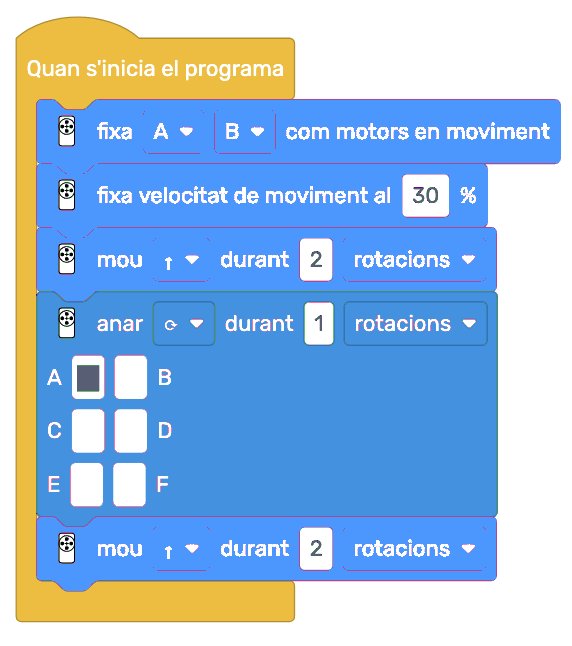 Quan s'inicia el programa
fixa A B com motors en moviment
fixa velocitat de moviment al 30 %
mou ↑ durant 2 rotacions
anar ⟳ durant 1 rotacions
A B
C D
E F
mou ↑ durant 2 rotacions